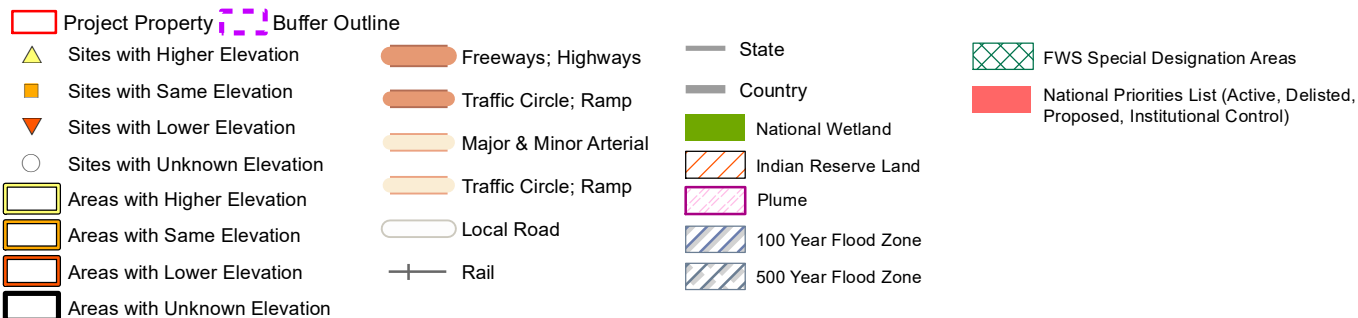 Project Property
Buffer Outline
Sites with Higher Elevation
Sites with Same Elevation
Sites with Lower Elevation
Sites with Unknown Elevation
Areas with Higher Elevation
Areas with Same Elevation
Areas with Lower Elevation
Areas with Unknown Elevation
Freeways; Highways
Traffic Circle; Ramp
Major & Minor Arterial
Traffic Circle; Ramp
Local Road
Rail
State
Country
National Wetland
Indian Reserve Land
Plume
100 Year Flood Zone
500 Year Flood Zone
FWS Special Designation Areas
National Priorities List (Active, Delisted,
Proposed, Institutional Control)